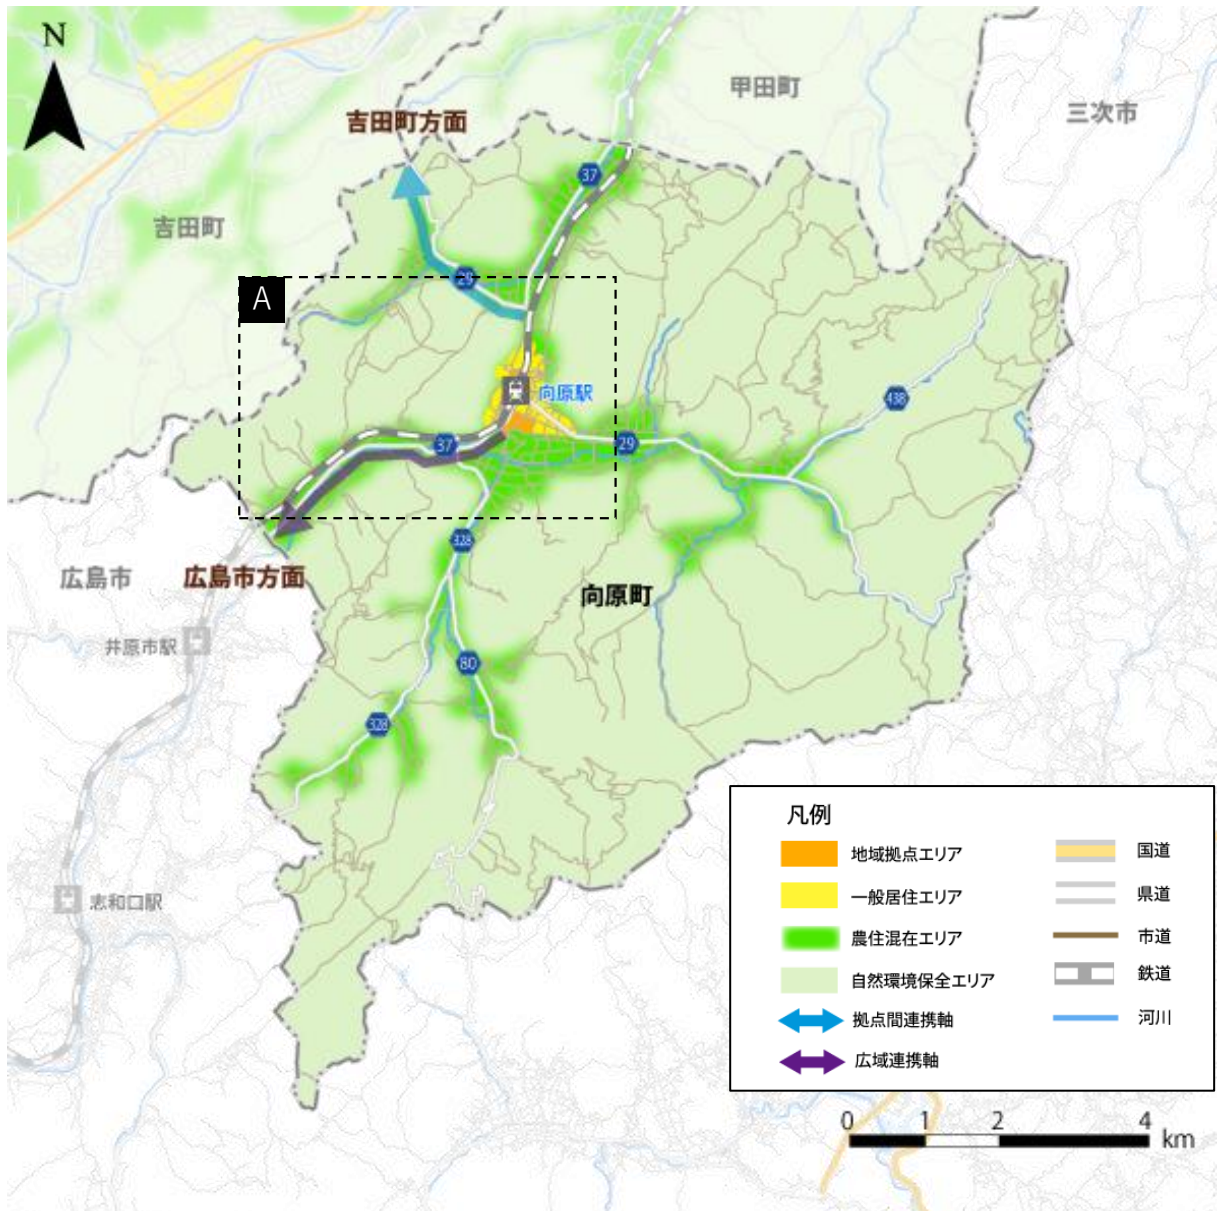 N
甲田町
三次市
吉田町方面
37
吉田町
29
A
向原駅
438
37
29
328
広島市
広島市方面
向原町
井原市駅
80
328
志和口駅
凡例
地域拠点エリア
一般居住エリア
農住混在エリア
自然環境保全エリア
拠点間連携軸
広域連携軸
国道
県道
市道
鉄道
河川
0 1 2 4 km